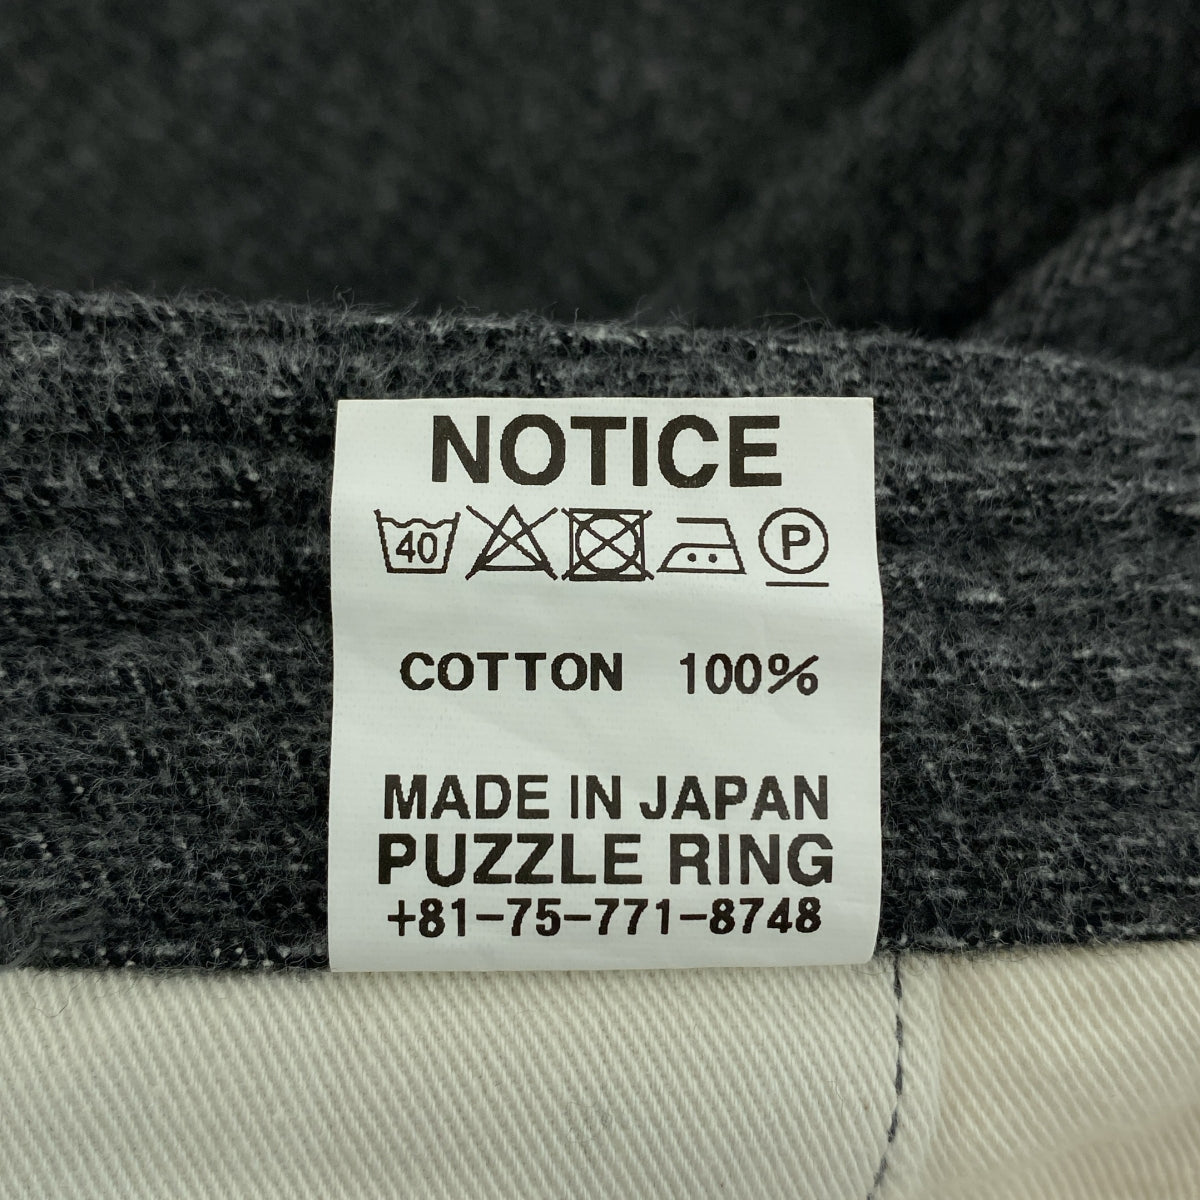 NOTICE
40 P
COTTON 100%
MADE IN JAPAN
PUZZLE RING
+81-75-771-8748